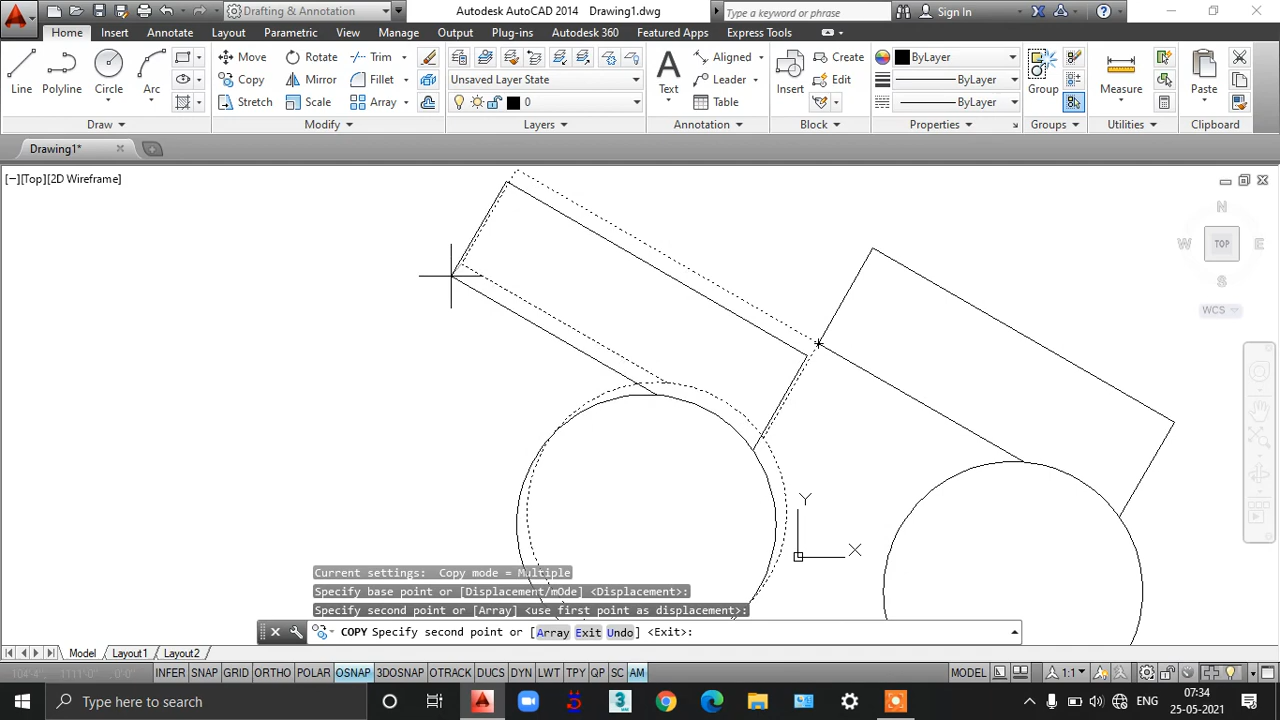 Drafting & Annotation
Autodesk AutoCAD 2014 Drawing1.dwg
Type a keyword or phrase
Sign In
Home Insert Annotate Layout Parametric View Manage Output Plug-ins Autodesk 360 Featured Apps Express Tools
Line Polyline Circle Arc
Move Rotate Trim
Copy Mirror Fillet
Stretch Scale Array
Unsaved Layer State
0
Text Aligned
Leader
Table
Insert Create
Edit
ByLayer
ByLayer
ByLayer
Group Measure Paste
Draw Modify Layers Annotation Block Properties Groups Utilities Clipboard
Drawing1*
[−][Top][2D Wireframe]
N
W TOP E
S
WCS
Y
X
Current settings: Copy mode = Multiple
Specify base point or [Displacement/mOde] <Displacement>:
Specify second point or [Array] <use first point as displacement>:
COPY Specify second point or [Array Exit Undo] <Exit>:
Model Layout1 Layout2
INFER SNAP GRID ORTHO POLAR OSNAP 3DOSNAP OTRACK DUCS DYN LWT TPY QP SC AM MODEL 1:1
Type here to search
ENG
07:34
25-05-2021